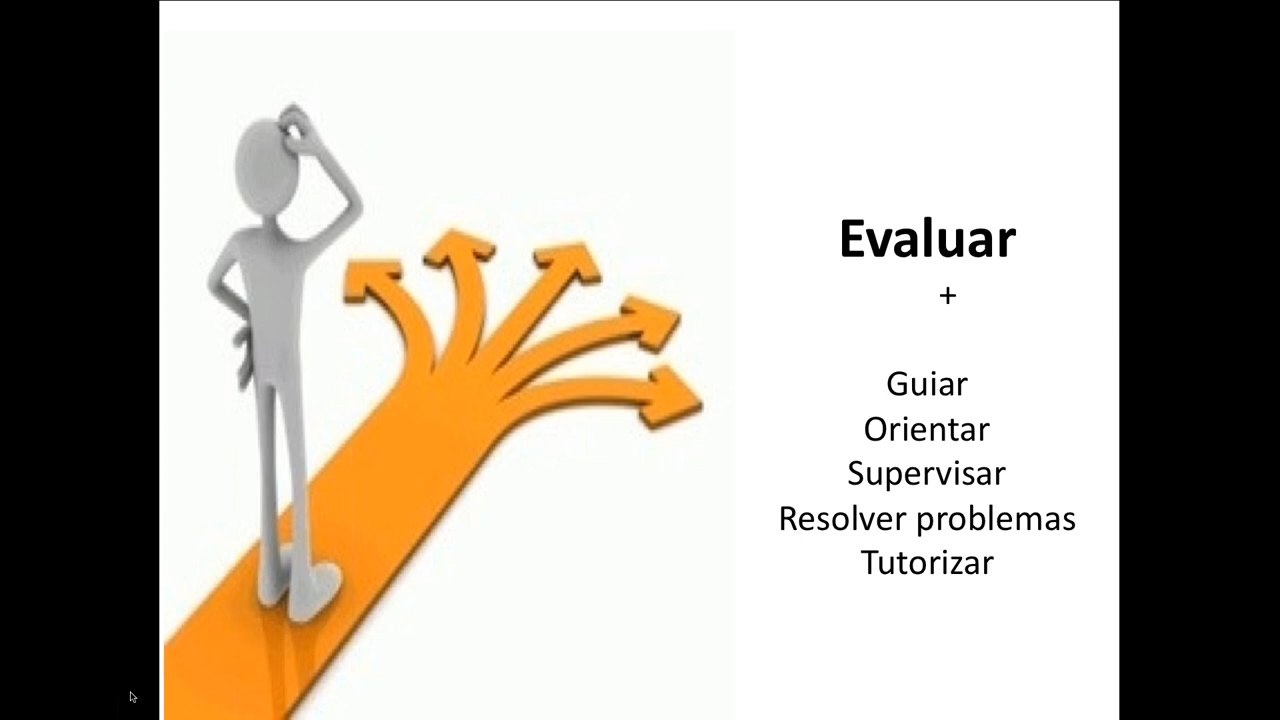 Evaluar
+
Guiar
Orientar
Supervisar
Resolver problemas
Tutorizar